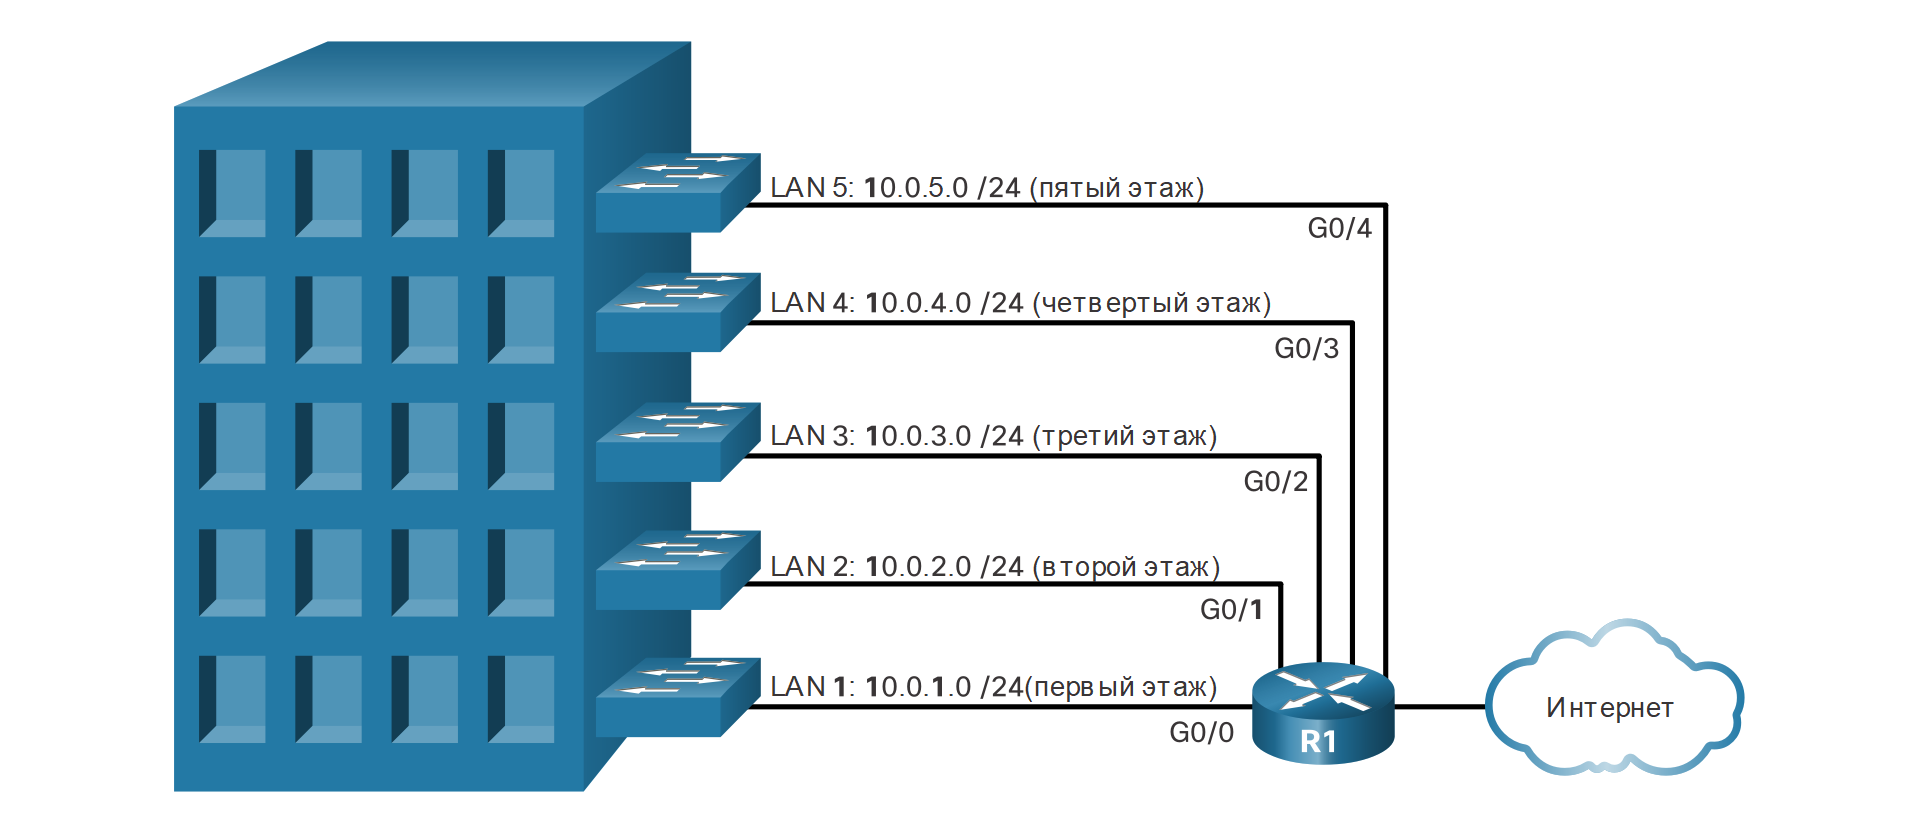 LAN 5: 10.0.5.0 /24 (пятый этаж)
G0/4
LAN 4: 10.0.4.0 /24 (четвертый этаж)
G0/3
LAN 3: 10.0.3.0 /24 (третий этаж)
G0/2
LAN 2: 10.0.2.0 /24 (второй этаж)
G0/1
LAN 1: 10.0.1.0 /24(первый этаж)
G0/0
R1
Интернет